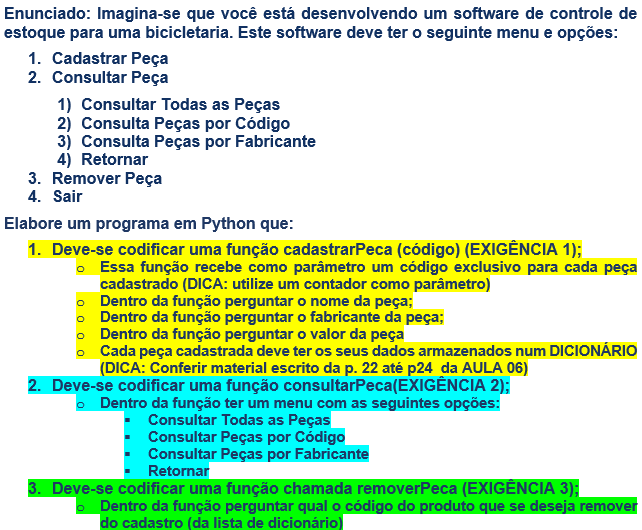 Enunciado: Imagina-se que você está desenvolvendo um software de controle de
estoque para uma bicicletaria. Este software deve ter o seguinte menu e opções:
1. Cadastrar Peça
2. Consultar Peça
1) Consultar Todas as Peças
2) Consulta Peças por Código
3) Consulta Peças por Fabricante
4) Retornar
3. Remover Peça
4. Sair
Elabore um programa em Python que:
1. Deve-se codificar uma função cadastrarPeca (código) (EXIGÊNCIA 1);
o Essa função recebe como parâmetro um código exclusivo para cada peça
cadastrado (DICA: utilize um contador como parâmetro)
o Dentro da função perguntar o nome da peça;
o Dentro da função perguntar o fabricante da peça;
o Dentro da função perguntar o valor da peça
o Cada peça cadastrada deve ter os seus dados armazenados num DICIONÁRIO
(DICA: Conferir material escrito da p. 22 até p24 da AULA 06)
2. Deve-se codificar uma função consultarPeca(EXIGÊNCIA 2);
o Dentro da função ter um menu com as seguintes opções:
▪ Consultar Todas as Peças
▪ Consultar Peças por Código
▪ Consultar Peças por Fabricante
▪ Retornar
3. Deve-se codificar uma função chamada removerPeca (EXIGÊNCIA 3);
o Dentro da função perguntar qual o código do produto que se deseja remover
do cadastro (da lista de dicionário)